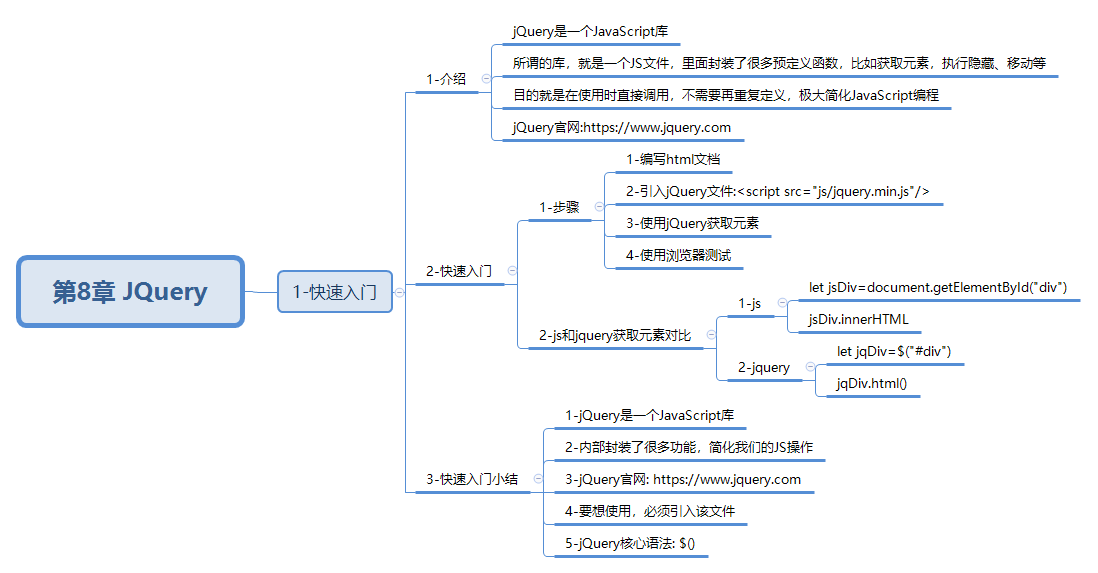 第8章 JQuery
1-快速入门
1-介绍
jQuery是一个JavaScript库
所谓的库，就是一个JS文件，里面封装了很多预定义函数，比如获取元素，执行隐藏、移动等
目的就是在使用时直接调用，不需要再重复定义，极大简化JavaScript编程
jQuery官网:https://www.jquery.com
2-快速入门
1-步骤
1-编写html文档
2-引入jQuery文件:<script src="js/jquery.min.js"/>
3-使用jQuery获取元素
4-使用浏览器测试
2-js和jquery获取元素对比
1-js
let jsDiv=document.getElementById("div")
jsDiv.innerHTML
2-jquery
let jqDiv=$("#div")
jqDiv.html()
3-快速入门小结
1-jQuery是一个JavaScript库
2-内部封装了很多功能，简化我们的JS操作
3-jQuery官网: https://www.jquery.com
4-要想使用，必须引入该文件
5-jQuery核心语法: $()